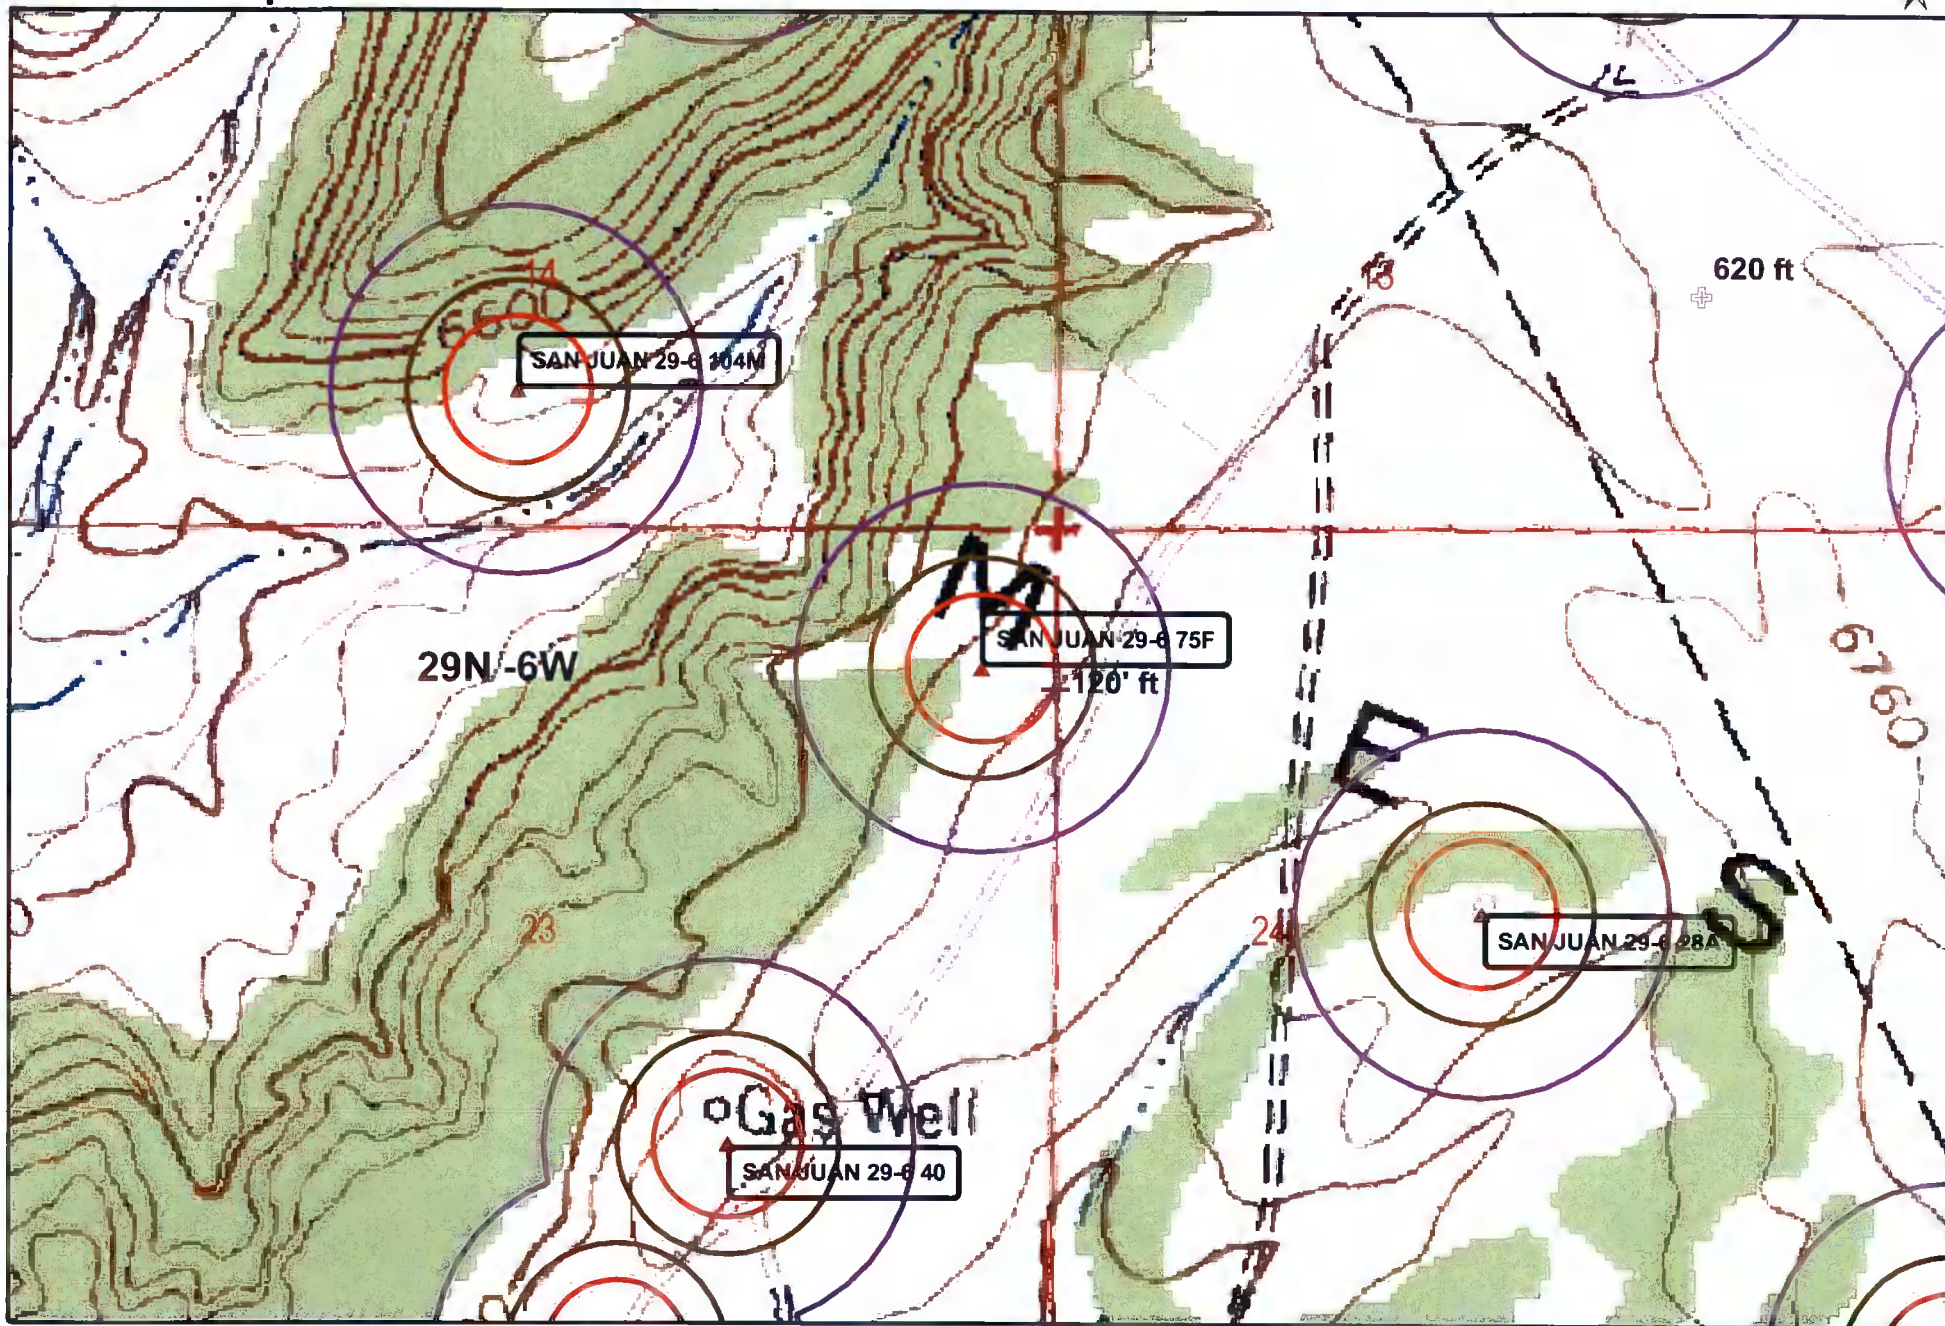 14
13
620 ft
6600
SAN JUAN 29-6 104M
M
SAN JUAN 29-6 75F
29N -6W
-120' ft
6760
E
S
23
24
SAN JUAN 29-6 28A
Gas Well
SAN JUAN 29-6 40